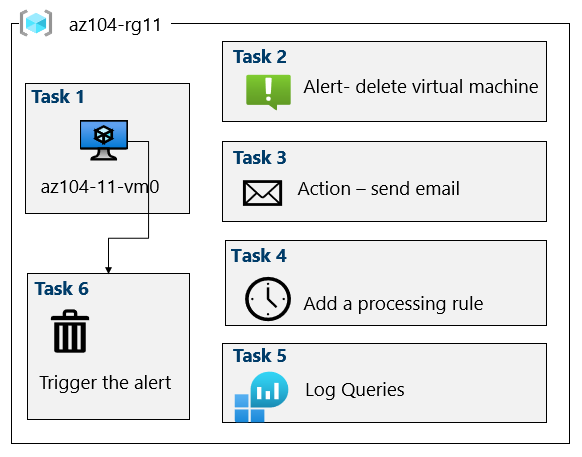 az104-rg11
Task 1
az104-11-vm0
Task 2
Alert- delete virtual machine
Task 3
Action – send email
Task 4
Add a processing rule
Task 5
Log Queries
Task 6
Trigger the alert